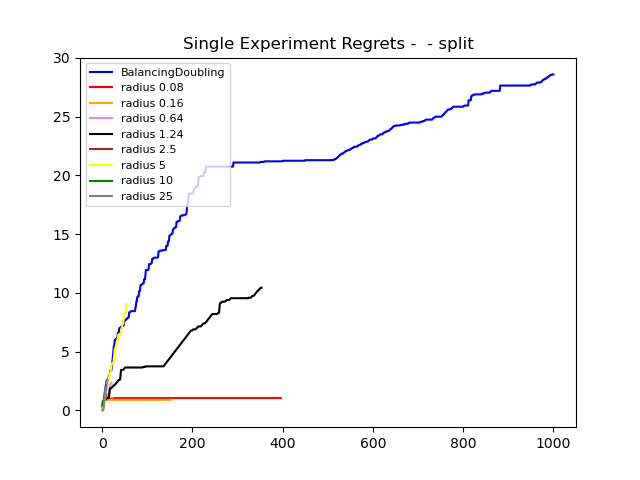 Single Experiment Regrets -  - split
30
25
20
15
10
5
0
BalancingDoubling
radius 0.08
radius 0.16
radius 0.64
radius 1.24
radius 2.5
radius 5
radius 10
radius 25
0 200 400 600 800 1000